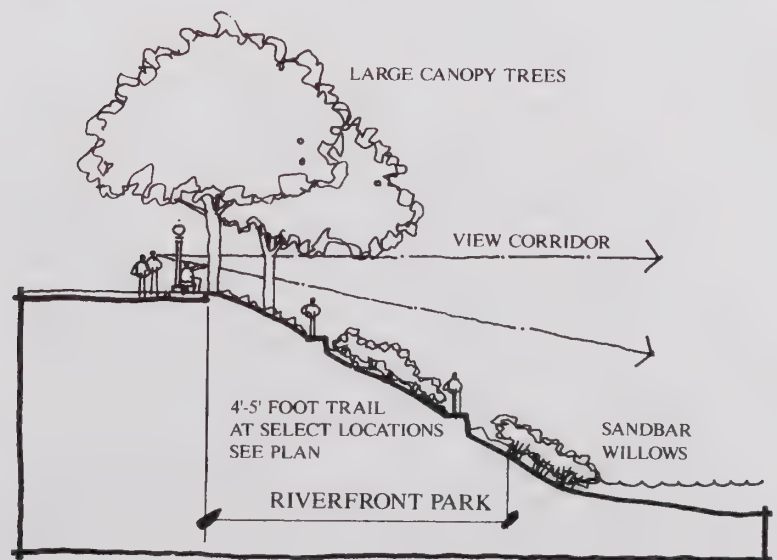 LARGE CANOPY TREES
VIEW CORRIDOR
4'-5' FOOT TRAIL
AT SELECT LOCATIONS
SEE PLAN
SANDBAR
WILLOWS
RIVERFRONT PARK